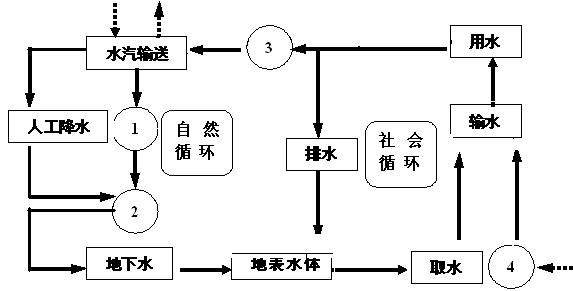 水汽输送
3
用水
人工降水
1
自 然
循 环
排水
社 会
循 环
输水
2
地下水
地表水体
取水
4